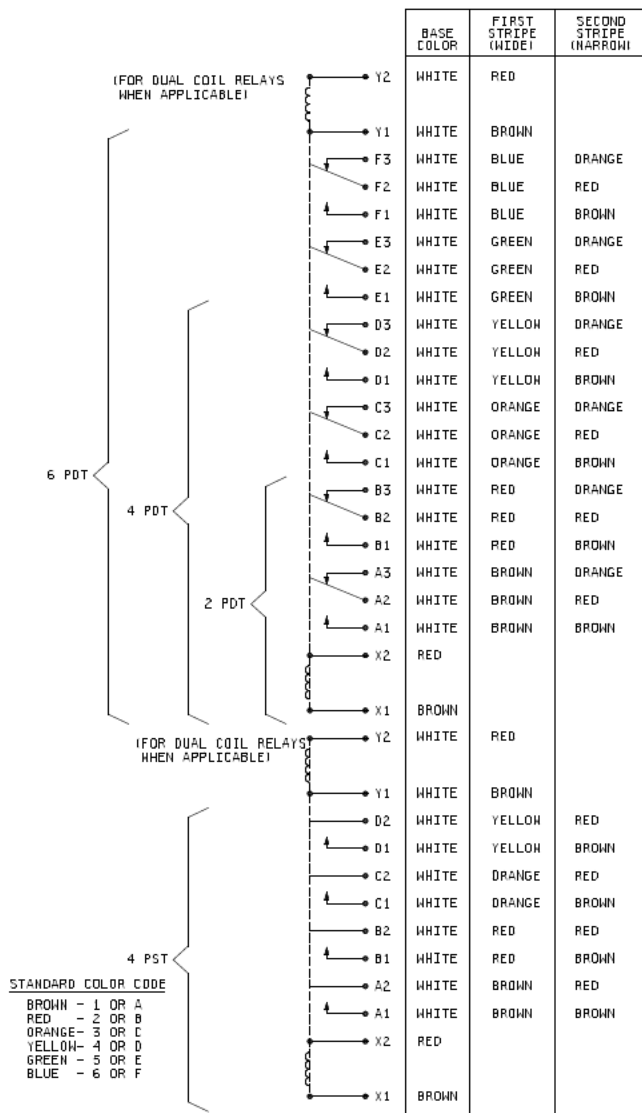 BASE COLOR FIRST STRIPE (WIDE) SECOND STRIPE (NARROW)
(FOR DUAL COIL RELAYS WHEN APPLICABLE)
Y2 WHITE RED
Y1 WHITE BROWN
F3 WHITE BLUE ORANGE
F2 WHITE BLUE RED
F1 WHITE BLUE BROWN
E3 WHITE GREEN ORANGE
E2 WHITE GREEN RED
E1 WHITE GREEN BROWN
D3 WHITE YELLOW ORANGE
D2 WHITE YELLOW RED
D1 WHITE YELLOW BROWN
C3 WHITE ORANGE ORANGE
C2 WHITE ORANGE RED
6 PDT C1 WHITE ORANGE BROWN
B3 WHITE RED ORANGE
4 PDT B2 WHITE RED RED
B1 WHITE RED BROWN
A3 WHITE BROWN ORANGE
2 PDT A2 WHITE BROWN RED
A1 WHITE BROWN BROWN
X2 RED
X1 BROWN
(FOR DUAL COIL RELAYS WHEN APPLICABLE)
Y2 WHITE RED
Y1 WHITE BROWN
D2 WHITE YELLOW RED
D1 WHITE YELLOW BROWN
C2 WHITE ORANGE RED
C1 WHITE ORANGE BROWN
B2 WHITE RED RED
4 PST B1 WHITE RED BROWN
A2 WHITE BROWN RED
A1 WHITE BROWN BROWN
X2 RED
X1 BROWN
STANDARD COLOR CODE
BROWN - 1 OR A
RED - 2 OR B
ORANGE- 3 OR C
YELLOW- 4 OR D
GREEN - 5 OR E
BLUE - 6 OR F